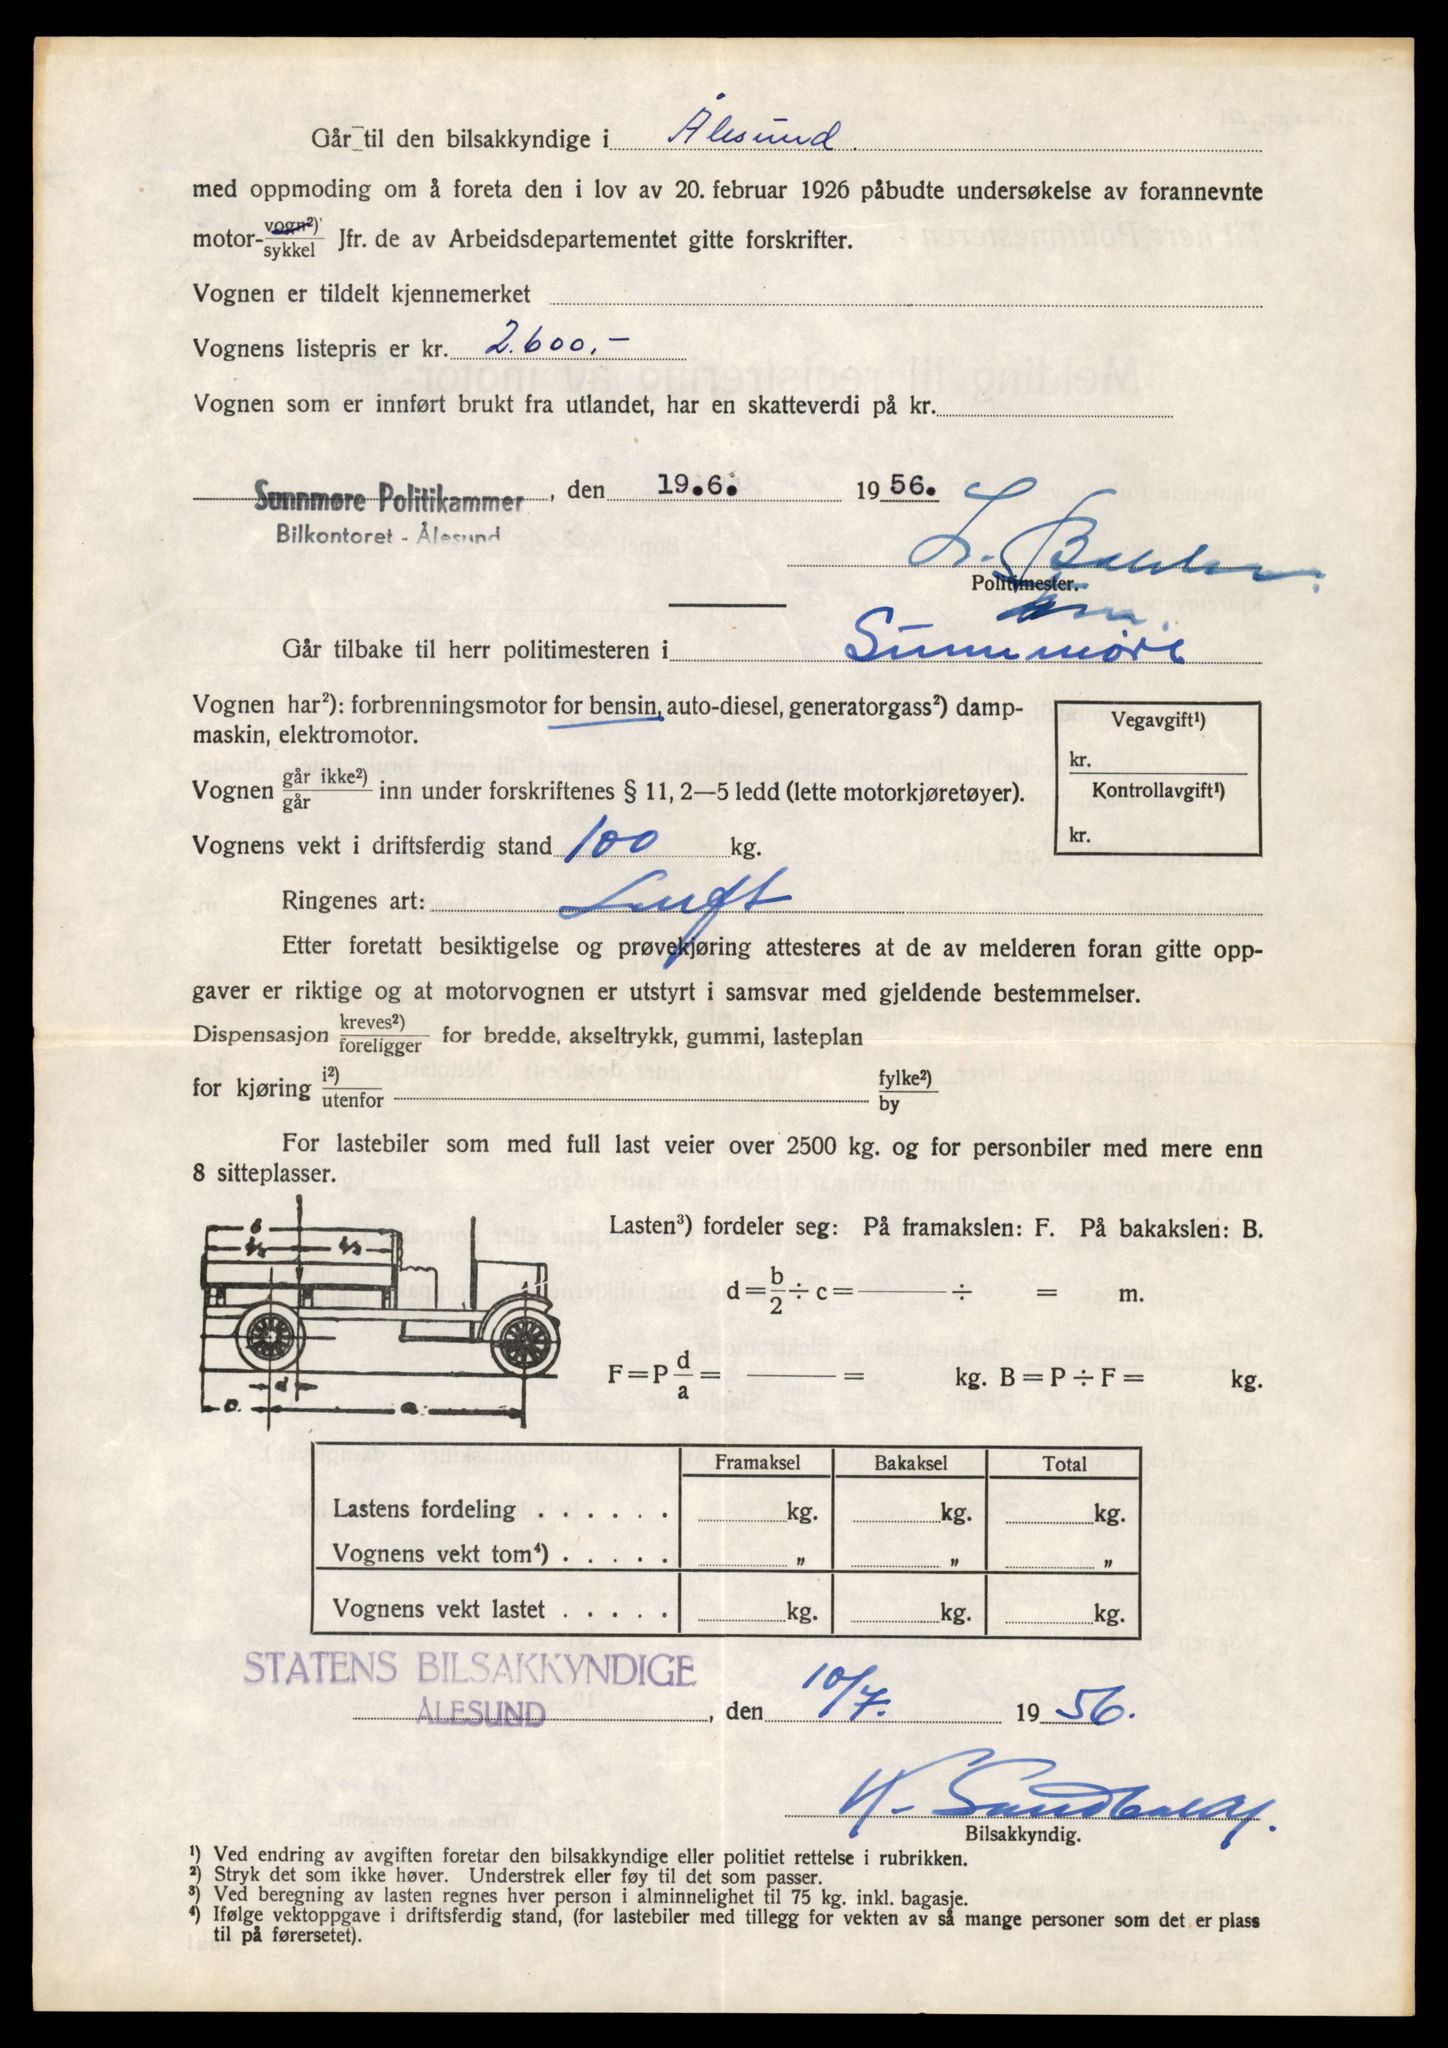 Går til den bilsakkyndige i Ålesund
med oppmoding om å foreta den i lov av 20. februar 1926 påbudte undersøkelse av forannevnte
motor-vogn²)/sykkel Jfr. de av Arbeidsdepartementet gitte forskrifter.
Vognen er tildelt kjennemerket
Vognens listepris er kr. 2.600,-
Vognen som er innført brukt fra utlandet, har en skatteverdi på kr.
Sunnmøre Politikammer, den 19.6. 1956.
Bilkontoret - Ålesund
Politimester.
Går tilbake til herr politimesteren i Sunnmøre
Vognen har²): forbrenningsmotor for bensin, auto-diesel, generatorgass²) damp-
maskin, elektromotor.
Vegavgift¹)
kr.
Kontrollavgift¹)
kr.
Vognen går ikke²)/går inn under forskriftenes § 11, 2—5 ledd (lette motorkjøretøyer).
Vognens vekt i driftsferdig stand 100 kg.
Ringenes art: Luft
Etter foretatt besiktigelse og prøvekjøring attesteres at de av melderen foran gitte opp-
gaver er riktige og at motorvognen er utstyrt i samsvar med gjeldende bestemmelser.
Dispensasjon kreves²)/foreligger for bredde, akseltrykk, gummi, lasteplan
for kjøring i²)/utenfor fylke²)/by
For lastebiler som med full last veier over 2500 kg. og for personbiler med mere enn
8 sitteplasser.
Lasten³) fordeler seg: På framakslen: F. På bakakslen: B.
d = b/2 ÷ c = ——— ÷ = m.
F = P d/a = ——— = kg. B = P ÷ F = kg.
Framaksel Bakaksel Total
Lastens fordeling . . . . . . kg. kg. kg.
Vognens vekt tom⁴) . . . . . „ „ „
Vognens vekt lastet . . . . . kg. kg. kg.
STATENS BILSAKKYNDIGE
ÅLESUND, den 10/7. 1956.
Bilsakkyndig.
¹) Ved endring av avgiften foretar den bilsakkyndige eller politiet rettelse i rubrikken.
²) Stryk det som ikke høver. Understrek eller føy til det som passer.
³) Ved beregning av lasten regnes hver person i alminnelighet til 75 kg. inkl. bagasje.
⁴) Ifølge vektoppgave i driftsferdig stand, (for lastebiler med tillegg for vekten av så mange personer som det er plass
til på førersetet).